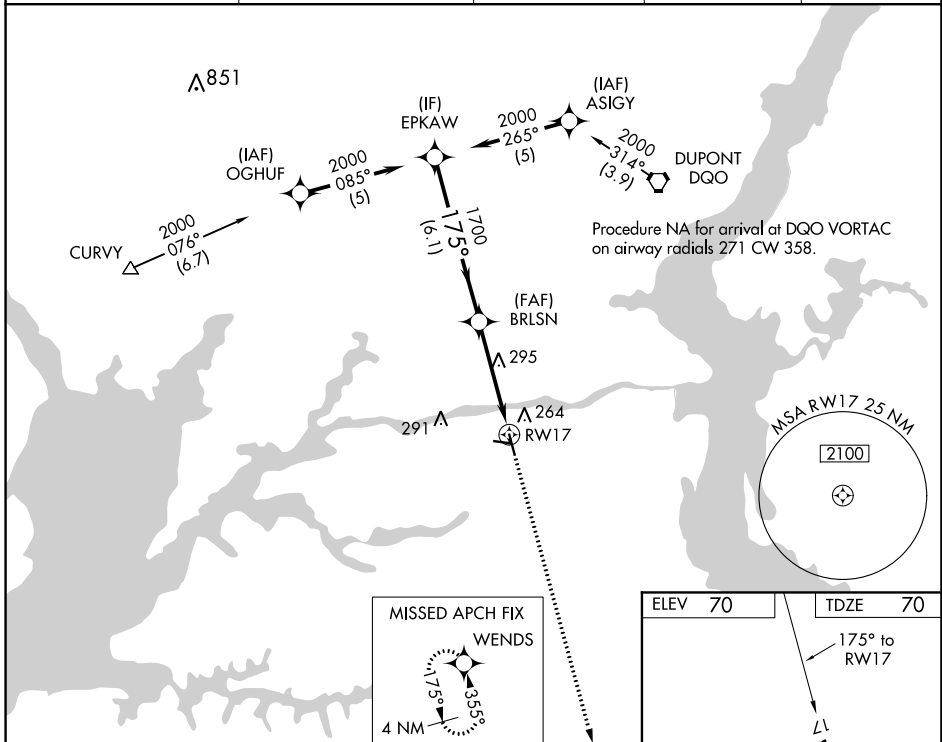 851
(IAF)
ASIGY
(IF)
EPKAW
2000
265°
(5)
2000
314°
(3.9)
DUPONT
DQO
(IAF)
OGHUF
2000
085°
(5)
2000
076°
(6.7)
CURVY
1700
175°
(6.1)
Procedure NA for arrival at DQO VORTAC
on airway radials 271 CW 358.
(FAF)
BRLSN
295
291
264
RW17
MSA RW17 25 NM
2100
MISSED APCH FIX
WENDS
175°
355°
4 NM
ELEV 70
TDZE 70
175° to
RW17
17